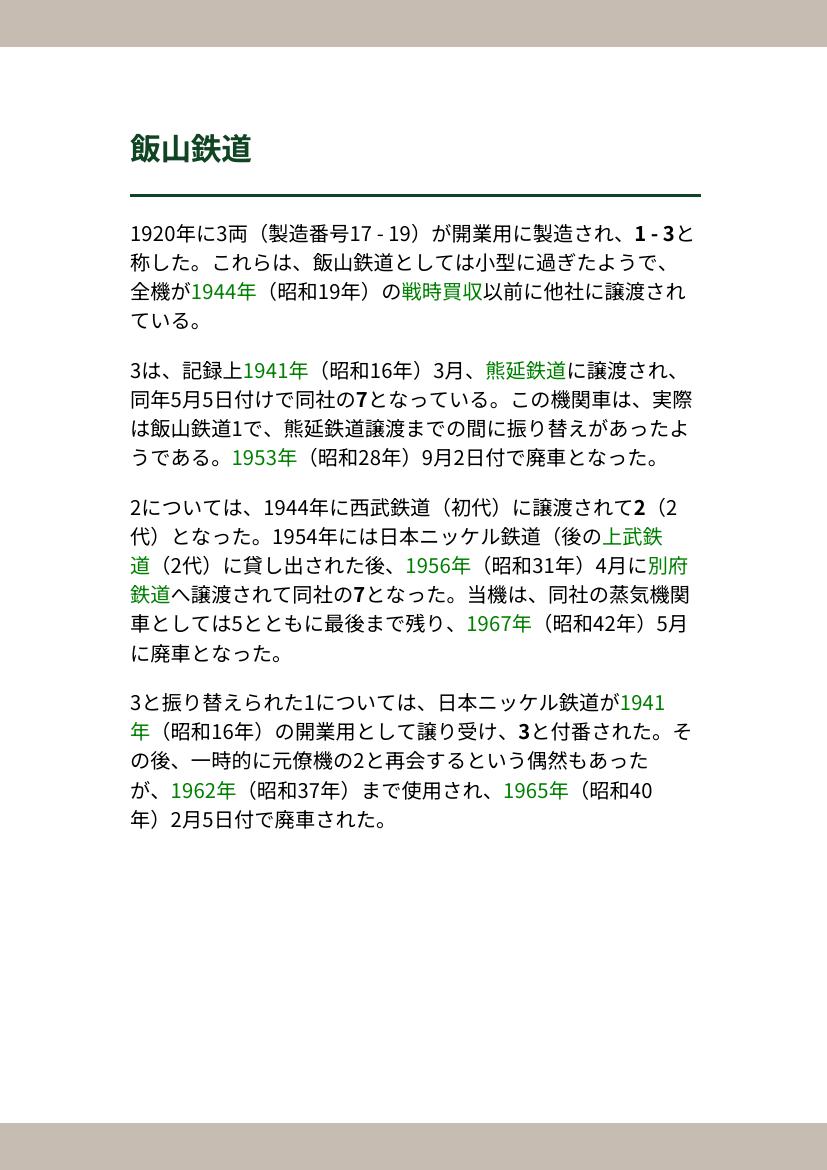 飯山鉄道
1920年に3両（製造番号17 - 19）が開業用に製造され、1 - 3と
称した。これらは、飯山鉄道としては小型に過ぎたようで、
全機が1944年（昭和19年）の戦時買収以前に他社に譲渡され
ている。
3は、記録上1941年（昭和16年）3月、熊延鉄道に譲渡され、
同年5月5日付けで同社の7となっている。この機関車は、実際
は飯山鉄道1で、熊延鉄道譲渡までの間に振り替えがあったよ
うである。1953年（昭和28年）9月2日付で廃車となった。
2については、1944年に西武鉄道（初代）に譲渡されて2（2
代）となった。1954年には日本ニッケル鉄道（後の上武鉄
道（2代）に貸し出された後、1956年（昭和31年）4月に別府
鉄道へ譲渡されて同社の7となった。当機は、同社の蒸気機関
車としては5とともに最後まで残り、1967年（昭和42年）5月
に廃車となった。
3と振り替えられた1については、日本ニッケル鉄道が1941
年（昭和16年）の開業用として譲り受け、3と付番された。そ
の後、一時的に元僚機の2と再会するという偶然もあった
が、1962年（昭和37年）まで使用され、1965年（昭和40
年）2月5日付で廃車された。